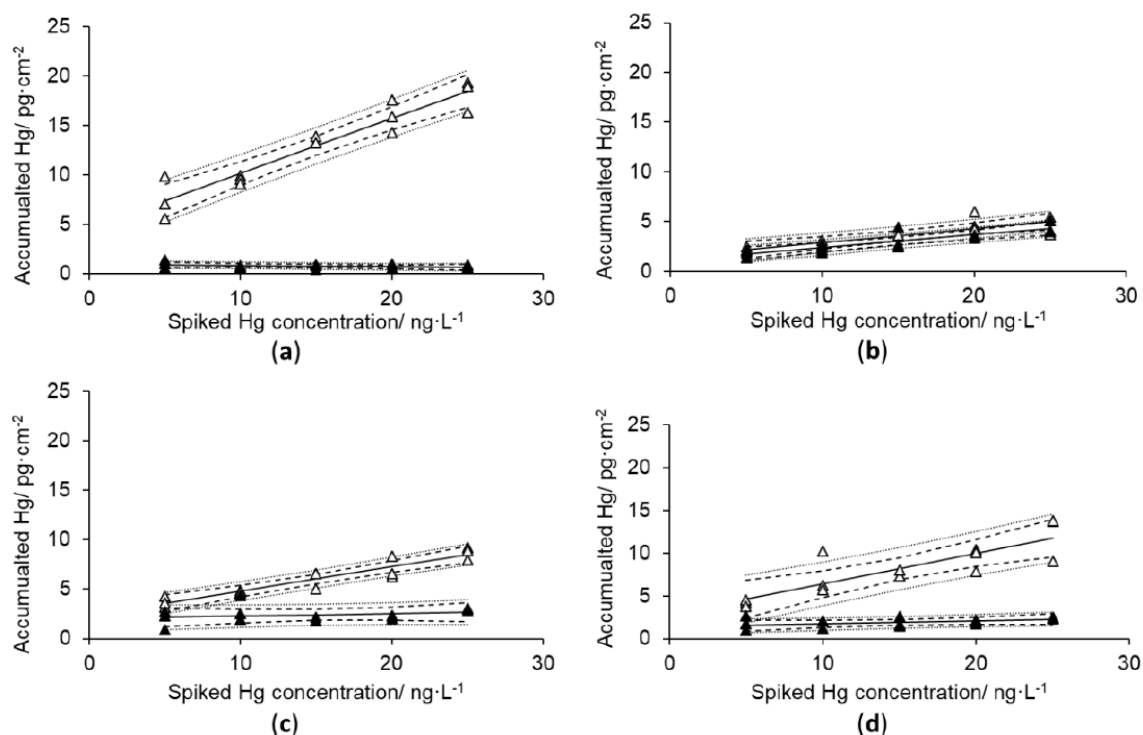 25
20
15
10
5
0
0 10 20 30
Accumualted Hg/ pg·cm⁻²
Spiked Hg concentration/ ng·L⁻¹
(a)
25
20
15
10
5
0
0 10 20 30
Accumualted Hg/ pg·cm⁻²
Spiked Hg concentration/ ng·L⁻¹
(b)
25
20
15
10
5
0
0 10 20 30
Accumualted Hg/ pg·cm⁻²
Spiked Hg concentration/ ng·L⁻¹
(c)
25
20
15
10
5
0
0 10 20 30
Accumualted Hg/ pg·cm⁻²
Spiked Hg concentration/ ng·L⁻¹
(d)